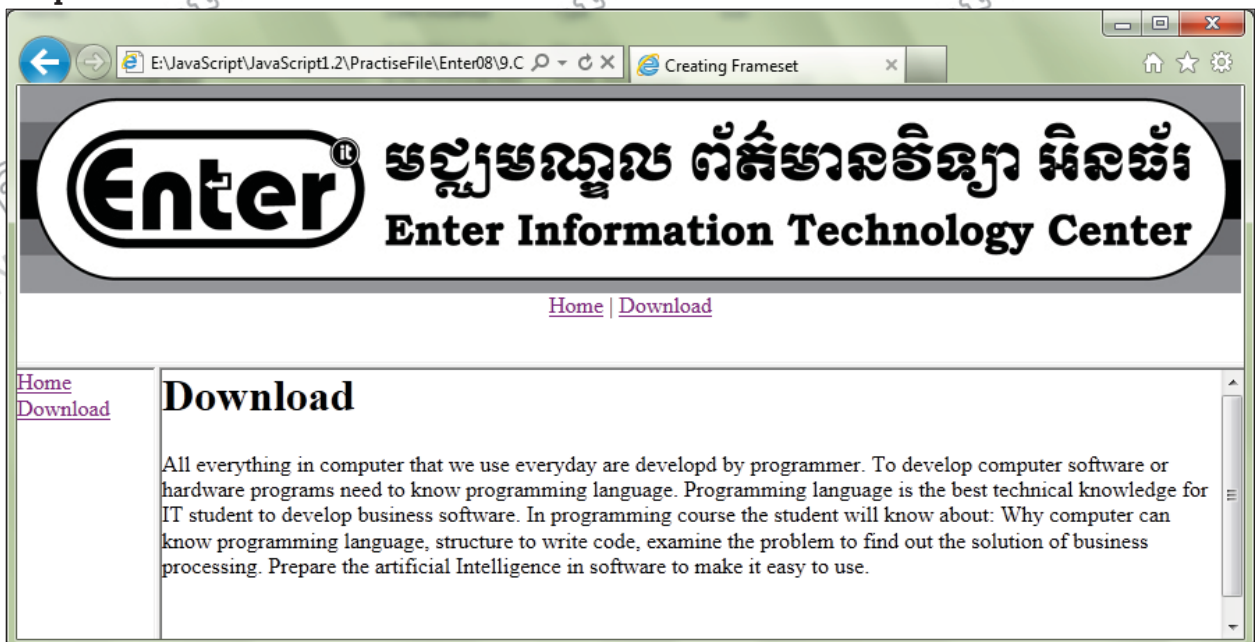 E:\JavaScript\JavaScript1.2\PractiseFile\Enter08\9.C
Creating Frameset
Enter it
មជ្ឈមណ្ឌល ព័ត៌មានវិទ្យា អិនធ័រ
Enter Information Technology Center
Home | Download
Home
Download
Download
All everything in computer that we use everyday are developd by programmer. To develop computer software or
hardware programs need to know programming language. Programming language is the best technical knowledge for
IT student to develop business software. In programming course the student will know about: Why computer can
know programming language, structure to write code, examine the problem to find out the solution of business
processing. Prepare the artificial Intelligence in software to make it easy to use.